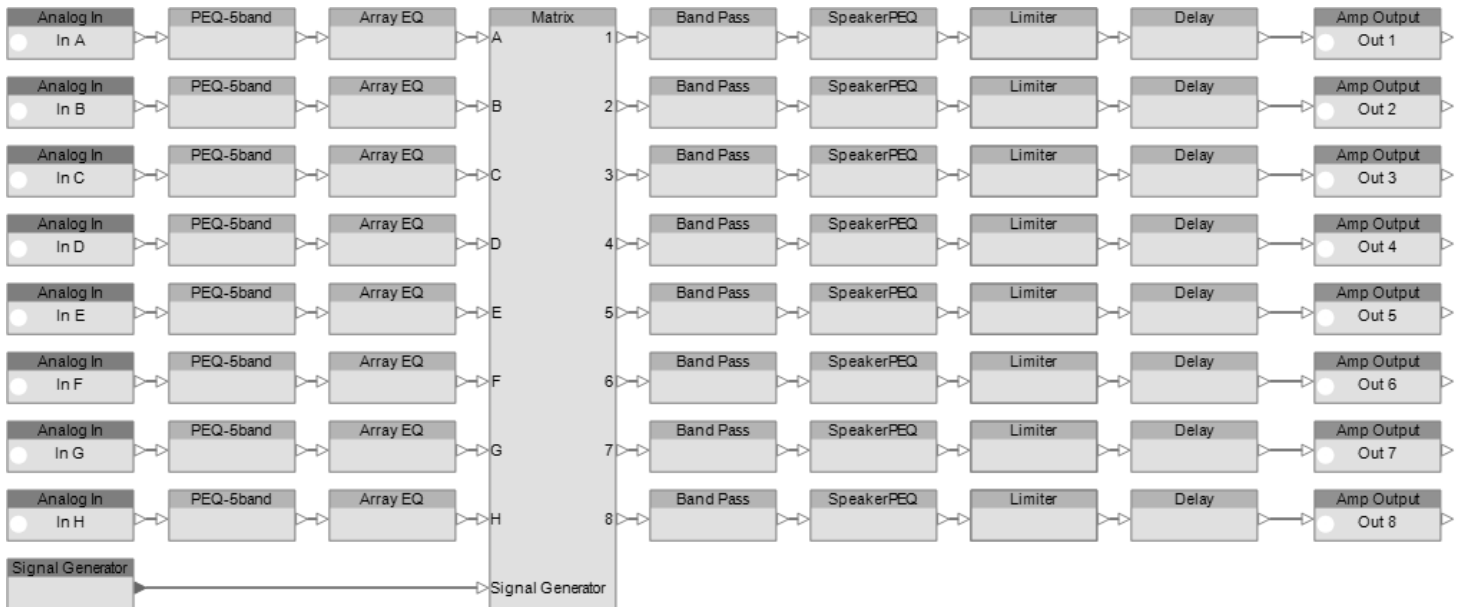 Analog In PEQ-5band Array EQ Matrix Band Pass SpeakerPEQ Limiter Delay Amp Output
In A A 1 Out 1
Analog In PEQ-5band Array EQ Band Pass SpeakerPEQ Limiter Delay Amp Output
In B B 2 Out 2
Analog In PEQ-5band Array EQ Band Pass SpeakerPEQ Limiter Delay Amp Output
In C C 3 Out 3
Analog In PEQ-5band Array EQ Band Pass SpeakerPEQ Limiter Delay Amp Output
In D D 4 Out 4
Analog In PEQ-5band Array EQ Band Pass SpeakerPEQ Limiter Delay Amp Output
In E E 5 Out 5
Analog In PEQ-5band Array EQ Band Pass SpeakerPEQ Limiter Delay Amp Output
In F F 6 Out 6
Analog In PEQ-5band Array EQ Band Pass SpeakerPEQ Limiter Delay Amp Output
In G G 7 Out 7
Analog In PEQ-5band Array EQ Band Pass SpeakerPEQ Limiter Delay Amp Output
In H H 8 Out 8
Signal Generator
Signal Generator